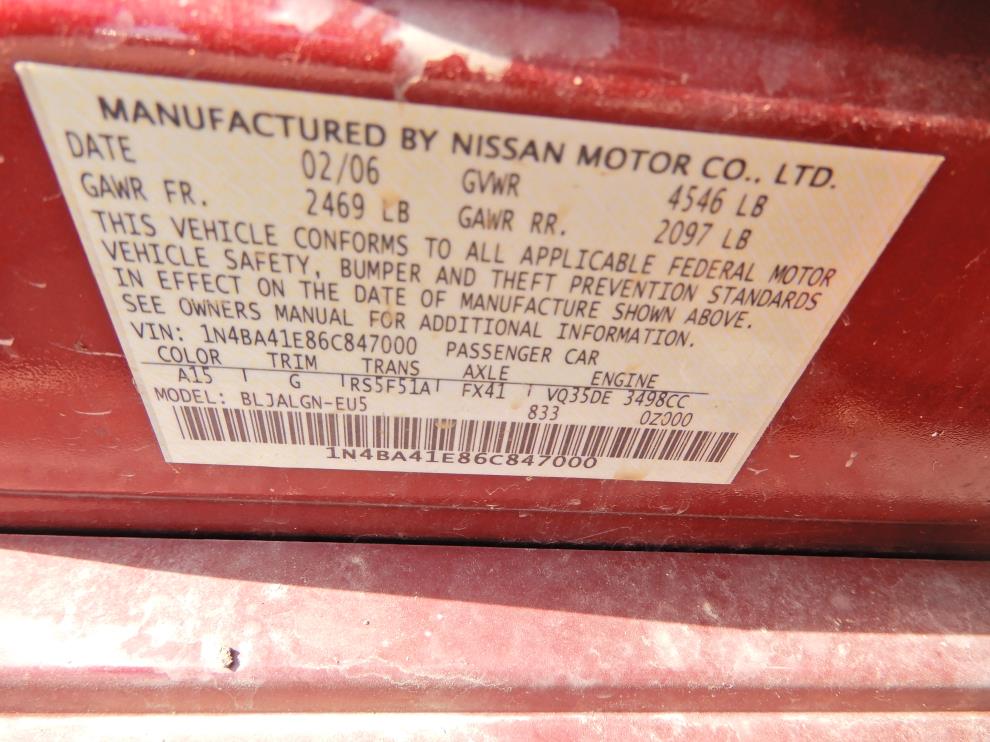 MANUFACTURED BY NISSAN MOTOR CO., LTD.
DATE 02/06 GVWR 4546 LB
GAWR FR. 2469 LB GAWR RR. 2097 LB
THIS VEHICLE CONFORMS TO ALL APPLICABLE FEDERAL MOTOR
VEHICLE SAFETY, BUMPER AND THEFT PREVENTION STANDARDS
IN EFFECT ON THE DATE OF MANUFACTURE SHOWN ABOVE.
SEE OWNERS MANUAL FOR ADDITIONAL INFORMATION.
VIN: 1N4BA41E86C847000 PASSENGER CAR
COLOR TRIM TRANS AXLE ENGINE
A15 G RS5F51A FX41 VQ35DE 3498CC
MODEL: BLJALGN-EU5 833 0Z000
1N4BA41E86C847000